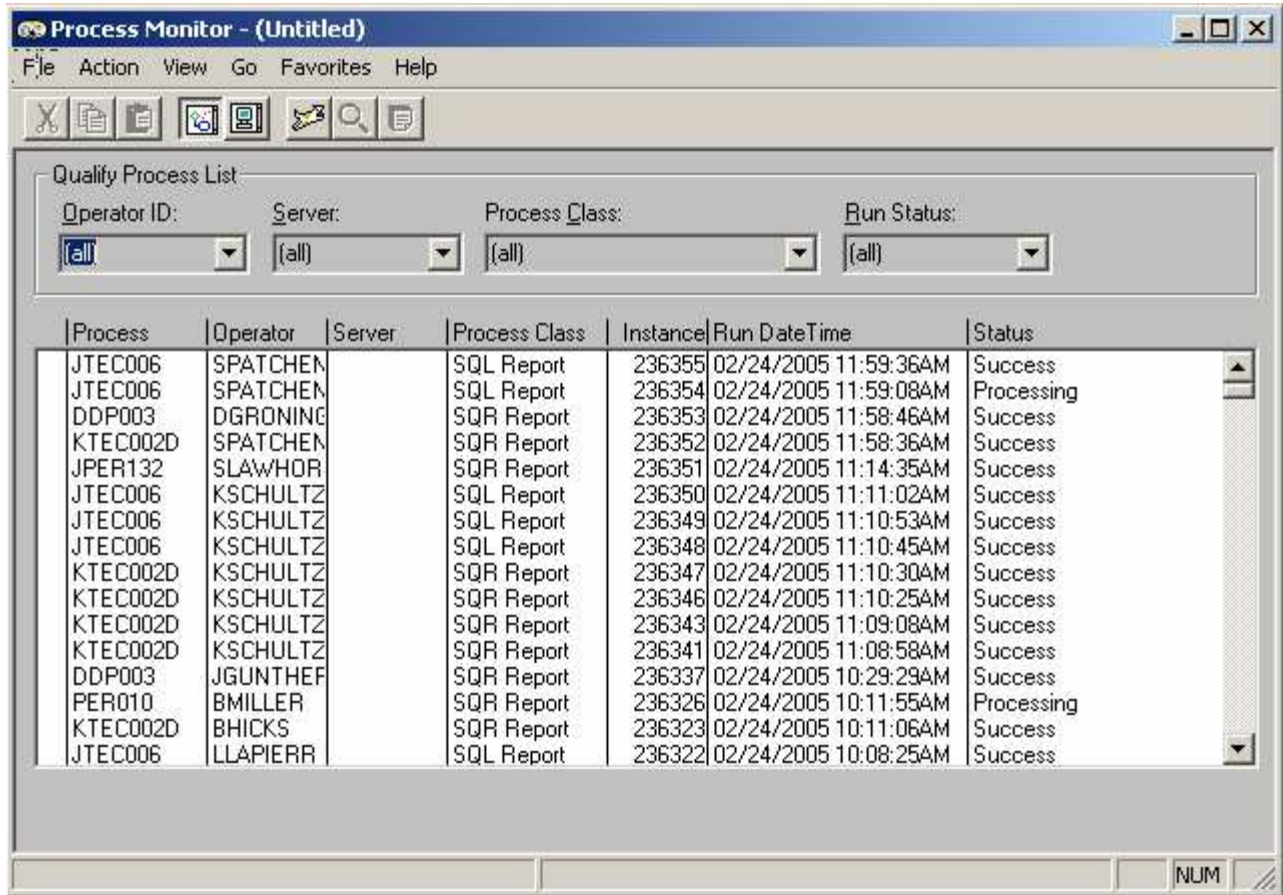 Process Monitor - (Untitled)
File Action View Go Favorites Help
Qualify Process List
Operator ID: Server: Process Class: Run Status:
(all) (all) (all) (all)
Process Operator Server Process Class Instance Run DateTime Status
JTEC006 SPATCHEN SQL Report 236355 02/24/2005 11:59:36AM Success
JTEC006 SPATCHEN SQL Report 236354 02/24/2005 11:59:08AM Processing
DDP003 DGRONING SQR Report 236353 02/24/2005 11:58:46AM Success
KTEC002D SPATCHEN SQR Report 236352 02/24/2005 11:58:36AM Success
JPER132 SLAWHOR SQR Report 236351 02/24/2005 11:14:35AM Success
JTEC006 KSCHULTZ SQL Report 236350 02/24/2005 11:11:02AM Success
JTEC006 KSCHULTZ SQL Report 236349 02/24/2005 11:10:53AM Success
JTEC006 KSCHULTZ SQL Report 236348 02/24/2005 11:10:45AM Success
KTEC002D KSCHULTZ SQR Report 236347 02/24/2005 11:10:30AM Success
KTEC002D KSCHULTZ SQR Report 236346 02/24/2005 11:10:25AM Success
KTEC002D KSCHULTZ SQR Report 236343 02/24/2005 11:09:08AM Success
KTEC002D KSCHULTZ SQR Report 236341 02/24/2005 11:08:58AM Success
DDP003 JGUNTHER SQR Report 236337 02/24/2005 10:29:29AM Success
PER010 BMILLER SQR Report 236326 02/24/2005 10:11:55AM Processing
KTEC002D BHICKS SQR Report 236323 02/24/2005 10:11:06AM Success
JTEC006 LLAPIERR SQL Report 236322 02/24/2005 10:08:25AM Success
NUM